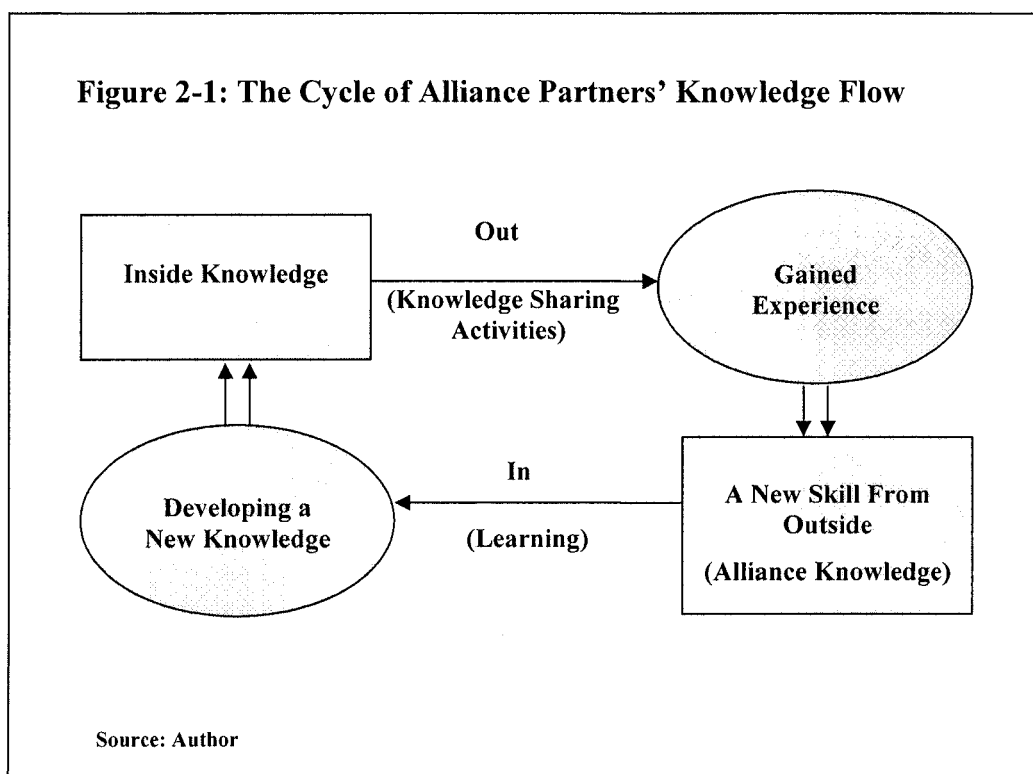 Figure 2-1: The Cycle of Alliance Partners’ Knowledge Flow
Inside Knowledge
Out
(Knowledge Sharing
Activities)
Gained
Experience
Developing a
New Knowledge
In
(Learning)
A New Skill From
Outside
(Alliance Knowledge)
Source: Author